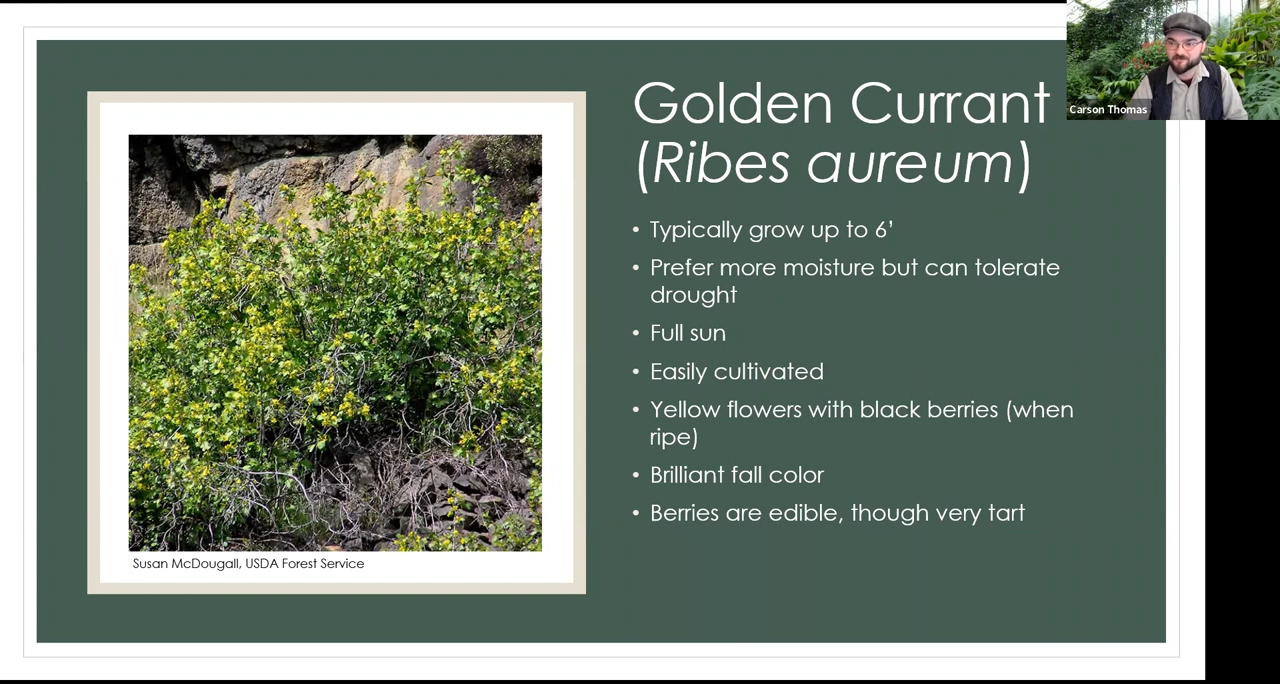 Golden Currant
(Ribes aureum)
• Typically grow up to 6’
• Prefer more moisture but can tolerate
drought
• Full sun
• Easily cultivated
• Yellow flowers with black berries (when
ripe)
• Brilliant fall color
• Berries are edible, though very tart
Susan McDougall, USDA Forest Service
Carson Thomas